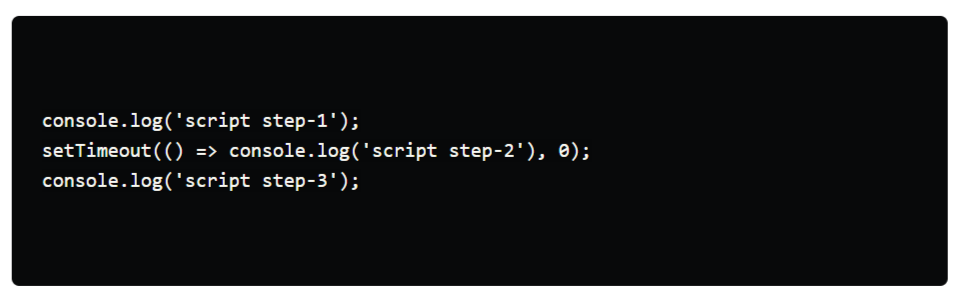 console.log('script step-1');
setTimeout(() => console.log('script step-2'), 0);
console.log('script step-3');